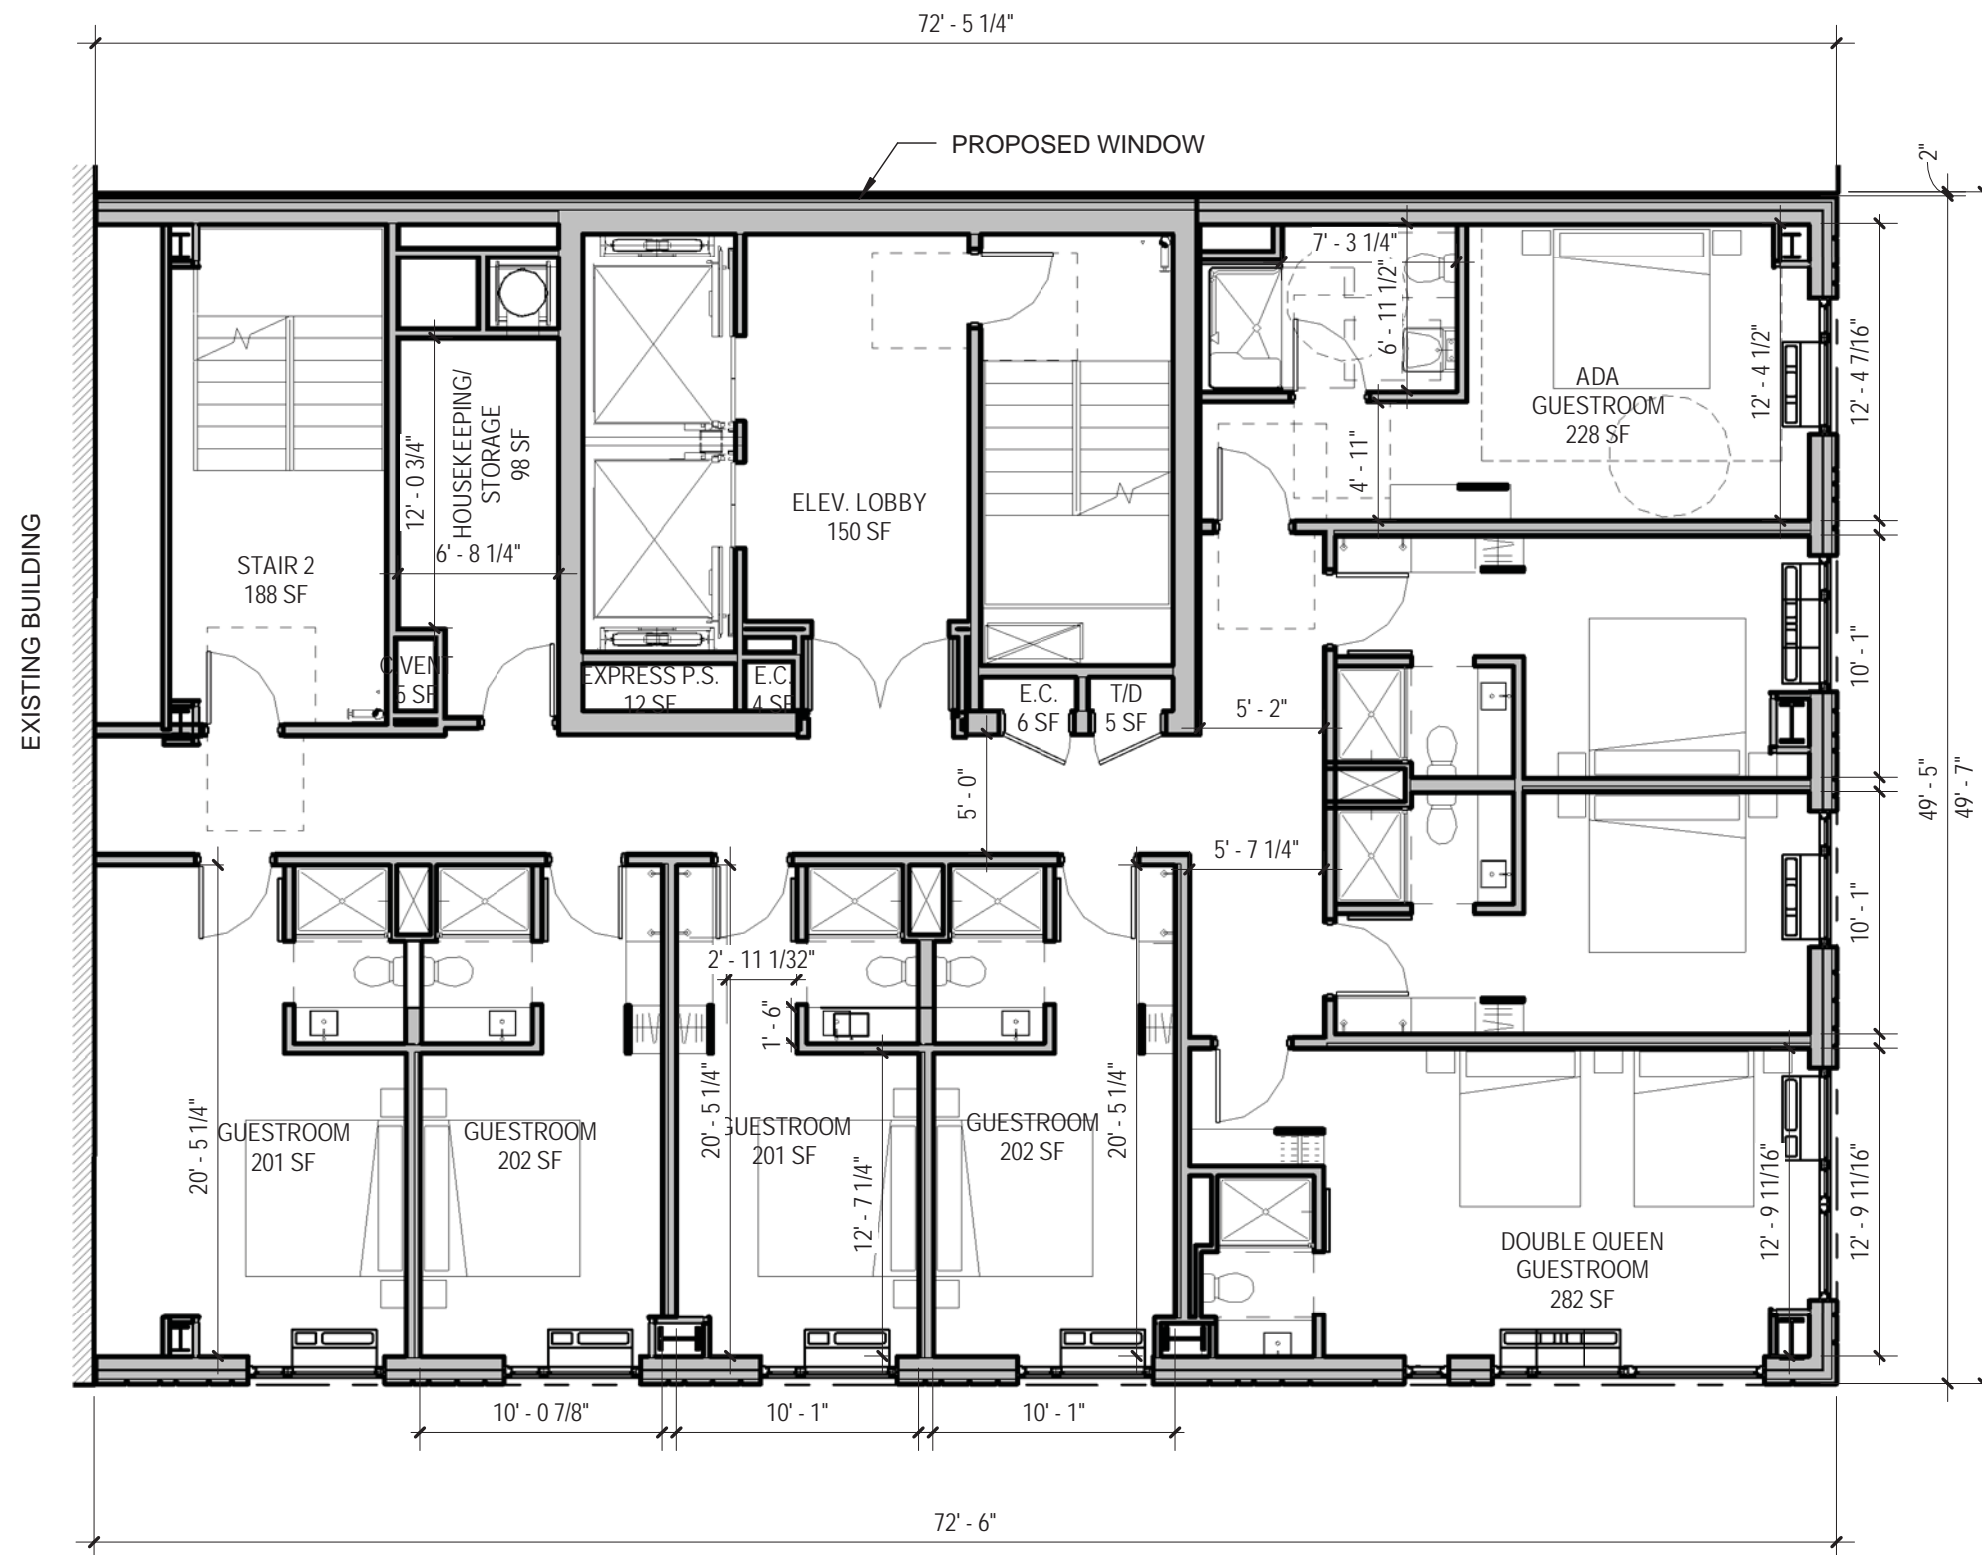 72' - 5 1/4"
PROPOSED WINDOW
2"
7' - 3 1/4"
6' - 11 1/2"
12' - 4 1/2"
12' - 4 7/16"
ADA
GUESTROOM
228 SF
4' - 11"
HOUSEKEEPING/
STORAGE
98 SF
12' - 0 3/4"
6' - 8 1/4"
ELEV. LOBBY
150 SF
STAIR 2
188 SF
EXISTING BUILDING
VENT
5 SF
EXPRESS P.S.
12 SF
E.C.
4 SF
E.C.
6 SF
T/D
5 SF
5' - 2"
10' - 1"
5' - 0"
49' - 5"
49' - 7"
5' - 7 1/4"
10' - 1"
2' - 11 1/32"
1' - 6"
20' - 5 1/4"
GUESTROOM
201 SF
GUESTROOM
202 SF
20' - 5 1/4"
GUESTROOM
201 SF
12' - 7 1/4"
GUESTROOM
202 SF
20' - 5 1/4"
DOUBLE QUEEN
GUESTROOM
282 SF
12' - 9 11/16"
12' - 9 11/16"
10' - 0 7/8"
10' - 1"
10' - 1"
72' - 6"